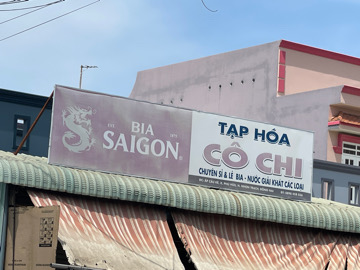 BIA
SAIGON
TẠP HÓA
CÔ CHI
CHUYÊN SỈ & LẺ BIA - NƯỚC GIẢI KHÁT CÁC LOẠI